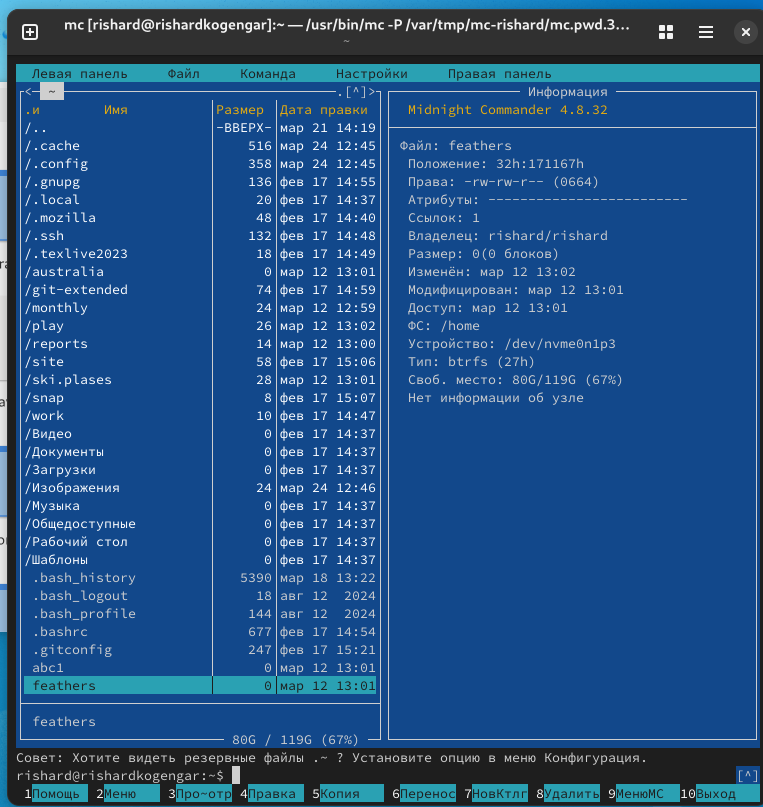 mc [rishard@rishardkogengar]:~ — /usr/bin/mc -P /var/tmp/mc-rishard/mc.pwd.3…
~
Левая панель Файл Команда Настройки Правая панель
<─ ~ .[^]>
.и Имя Размер Дата правки
/.. -ВВЕРХ- мар 21 14:19
/.cache 516 мар 24 12:45
/.config 358 мар 24 12:45
/.gnupg 136 фев 17 14:55
/.local 20 фев 17 14:37
/.mozilla 48 фев 17 14:40
/.ssh 132 фев 17 14:48
/.texlive2023 18 фев 17 14:49
/australia 0 мар 12 13:01
/git-extended 74 фев 17 14:59
/monthly 24 мар 12 12:59
/play 26 мар 12 13:02
/reports 14 мар 12 13:00
/site 58 фев 17 15:06
/ski.plases 28 мар 12 13:01
/snap 8 фев 17 15:07
/work 10 фев 17 14:47
/Видео 0 фев 17 14:37
/Документы 0 фев 17 14:37
/Загрузки 0 фев 17 14:37
/Изображения 24 мар 24 12:46
/Музыка 0 фев 17 14:37
/Общедоступные 0 фев 17 14:37
/Рабочий стол 0 фев 17 14:37
/Шаблоны 0 фев 17 14:37
.bash_history 5390 мар 18 13:22
.bash_logout 18 авг 12 2024
.bash_profile 144 авг 12 2024
.bashrc 677 фев 17 14:54
.gitconfig 247 фев 17 15:21
abc1 0 мар 12 13:01
feathers 0 мар 12 13:01
feathers
80G / 119G (67%)
Информация
Midnight Commander 4.8.32
Файл: feathers
Положение: 32h:171167h
Права: -rw-rw-r-- (0664)
Атрибуты: -------------------------
Ссылок: 1
Владелец: rishard/rishard
Размер: 0(0 блоков)
Изменён: мар 12 13:02
Модифицирован: мар 12 13:01
Доступ: мар 12 13:01
ФС: /home
Устройство: /dev/nvme0n1p3
Тип: btrfs (27h)
Своб. место: 80G/119G (67%)
Нет информации об узле
Совет: Хотите видеть резервные файлы .~ ? Установите опцию в меню Конфигурация.
rishard@rishardkogengar:~$ [^]
1Помощь 2Меню 3Про~отр 4Правка 5Копия 6Перенос 7НовКтлг 8Удалить 9МенюMC 10Выход